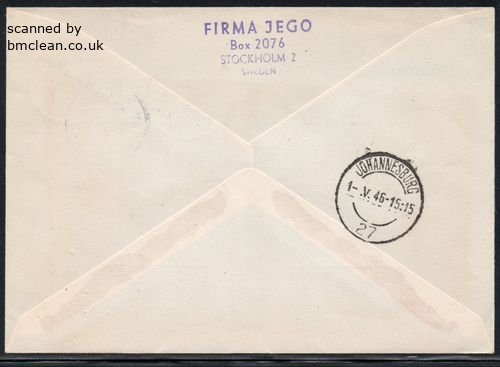 scanned by
bmclean.co.uk
FIRMA JEGO
Box 2076
STOCKHOLM 2
SWEDEN
JOHANNESBURG
1-.V.46-15:15
27